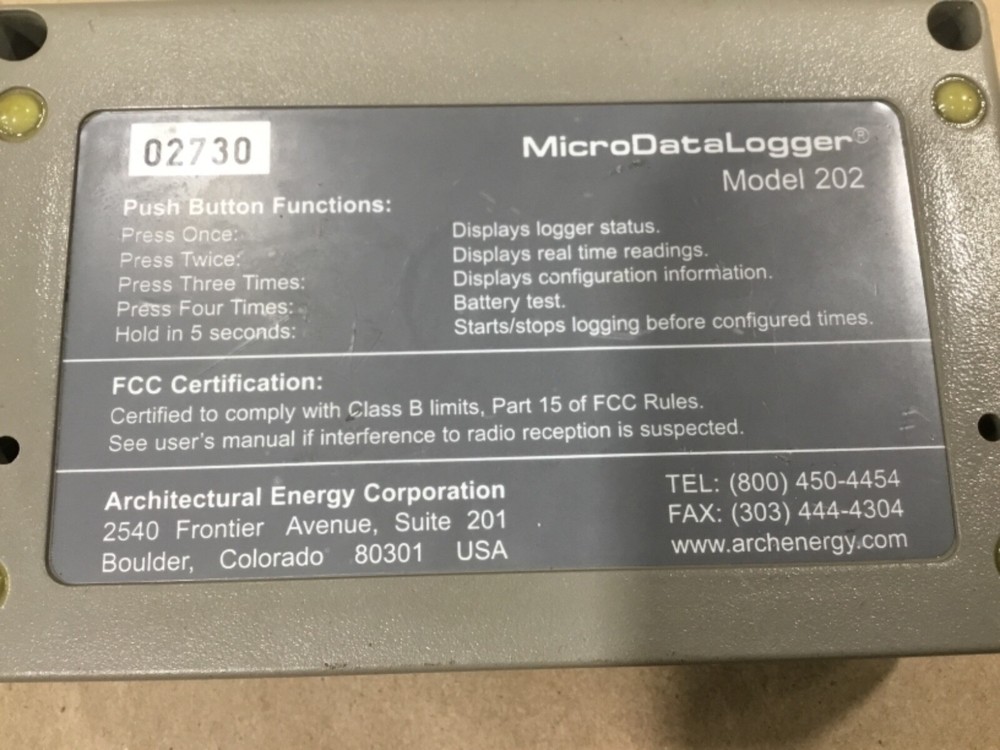 02730
MicroDataLogger®
Model 202
Push Button Functions:
Press Once: Displays logger status.
Press Twice: Displays real time readings.
Press Three Times: Displays configuration information.
Press Four Times: Battery test.
Hold in 5 seconds: Starts/stops logging before configured times.
FCC Certification:
Certified to comply with Class B limits, Part 15 of FCC Rules.
See user's manual if interference to radio reception is suspected.
Architectural Energy Corporation
2540 Frontier Avenue, Suite 201
Boulder, Colorado 80301 USA
TEL: (800) 450-4454
FAX: (303) 444-4304
www.archenergy.com